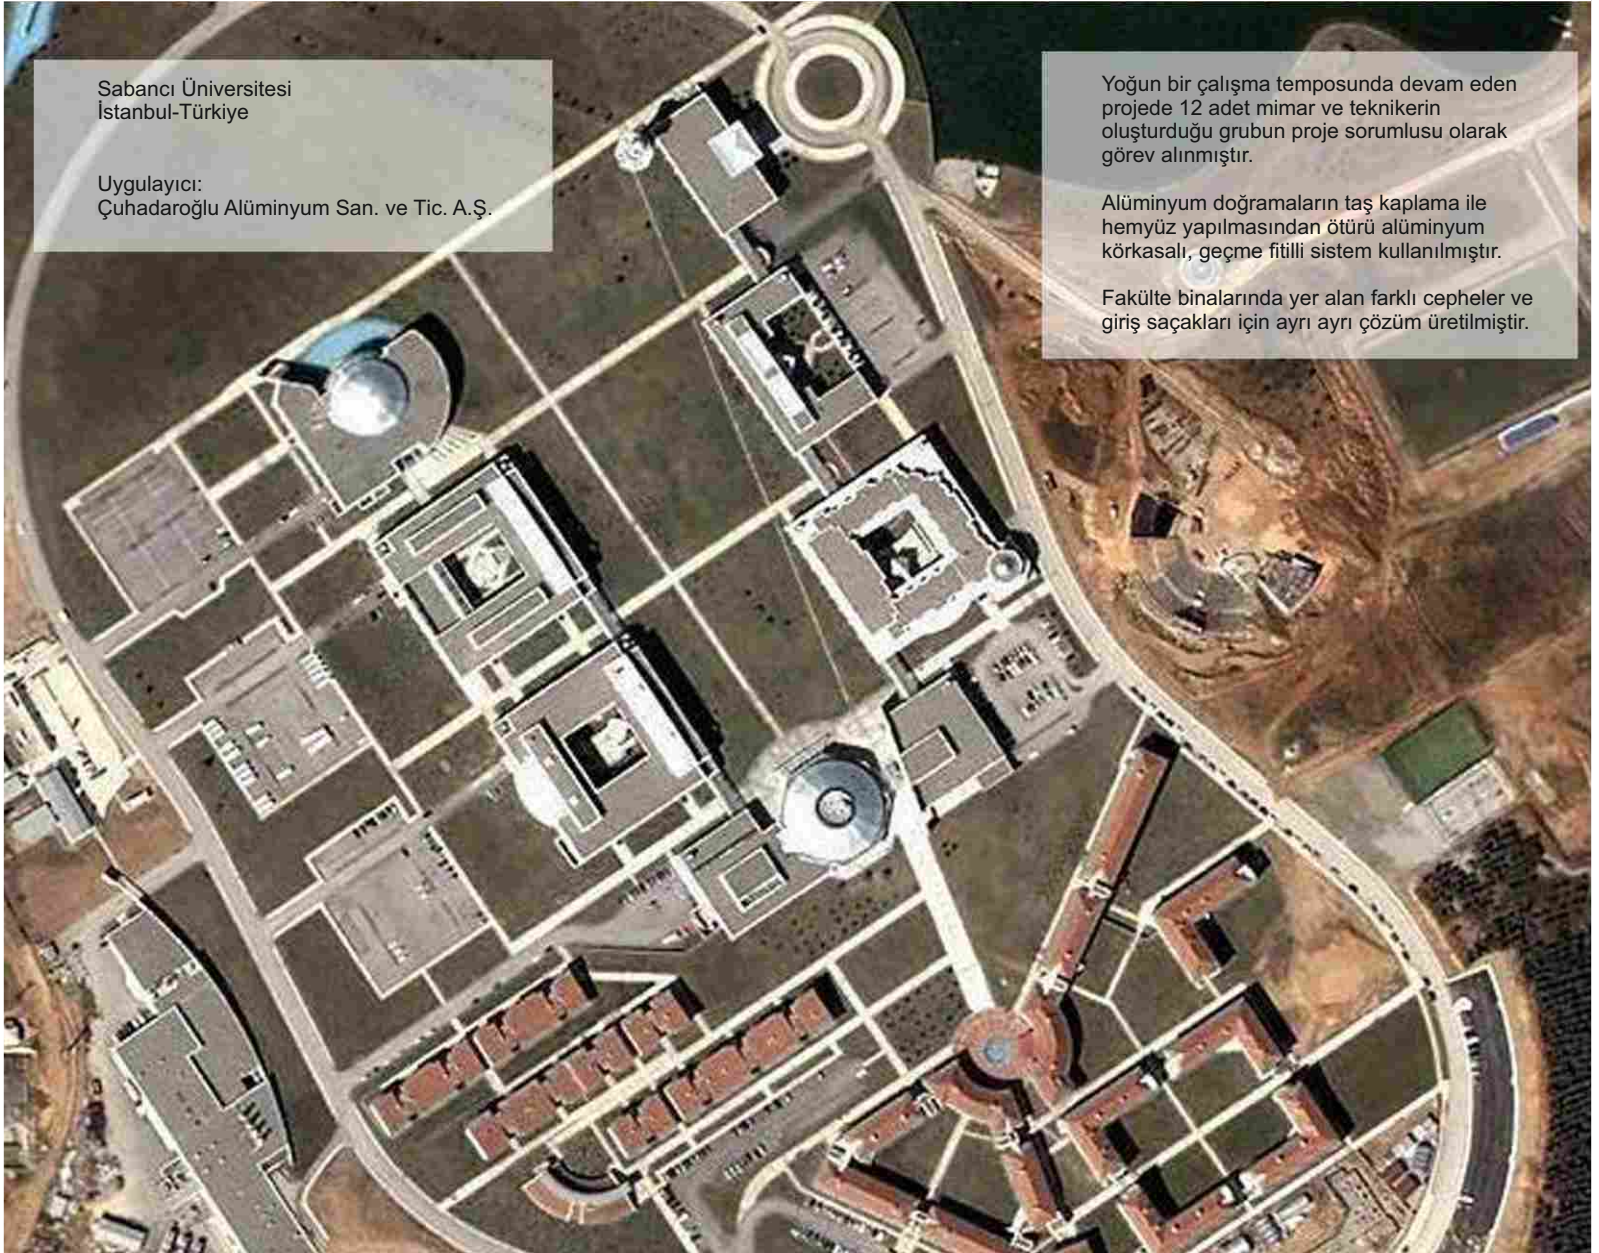 Sabancı Üniversitesi
İstanbul-Türkiye
Uygulayıcı:
Çuhadaroğlu Alüminyum San. ve Tic. A.Ş.
Yoğun bir çalışma temposunda devam eden
projede 12 adet mimar ve teknikerin
oluşturduğu grubun proje sorumlusu olarak
görev alınmıştır.
Alüminyum doğramaların taş kaplama ile
hemyüz yapılmasından ötürü alüminyum
körkasalı, geçme fitilli sistem kullanılmıştır.
Fakülte binalarında yer alan farklı cepheler ve
giriş saçakları için ayrı ayrı çözüm üretilmiştir.